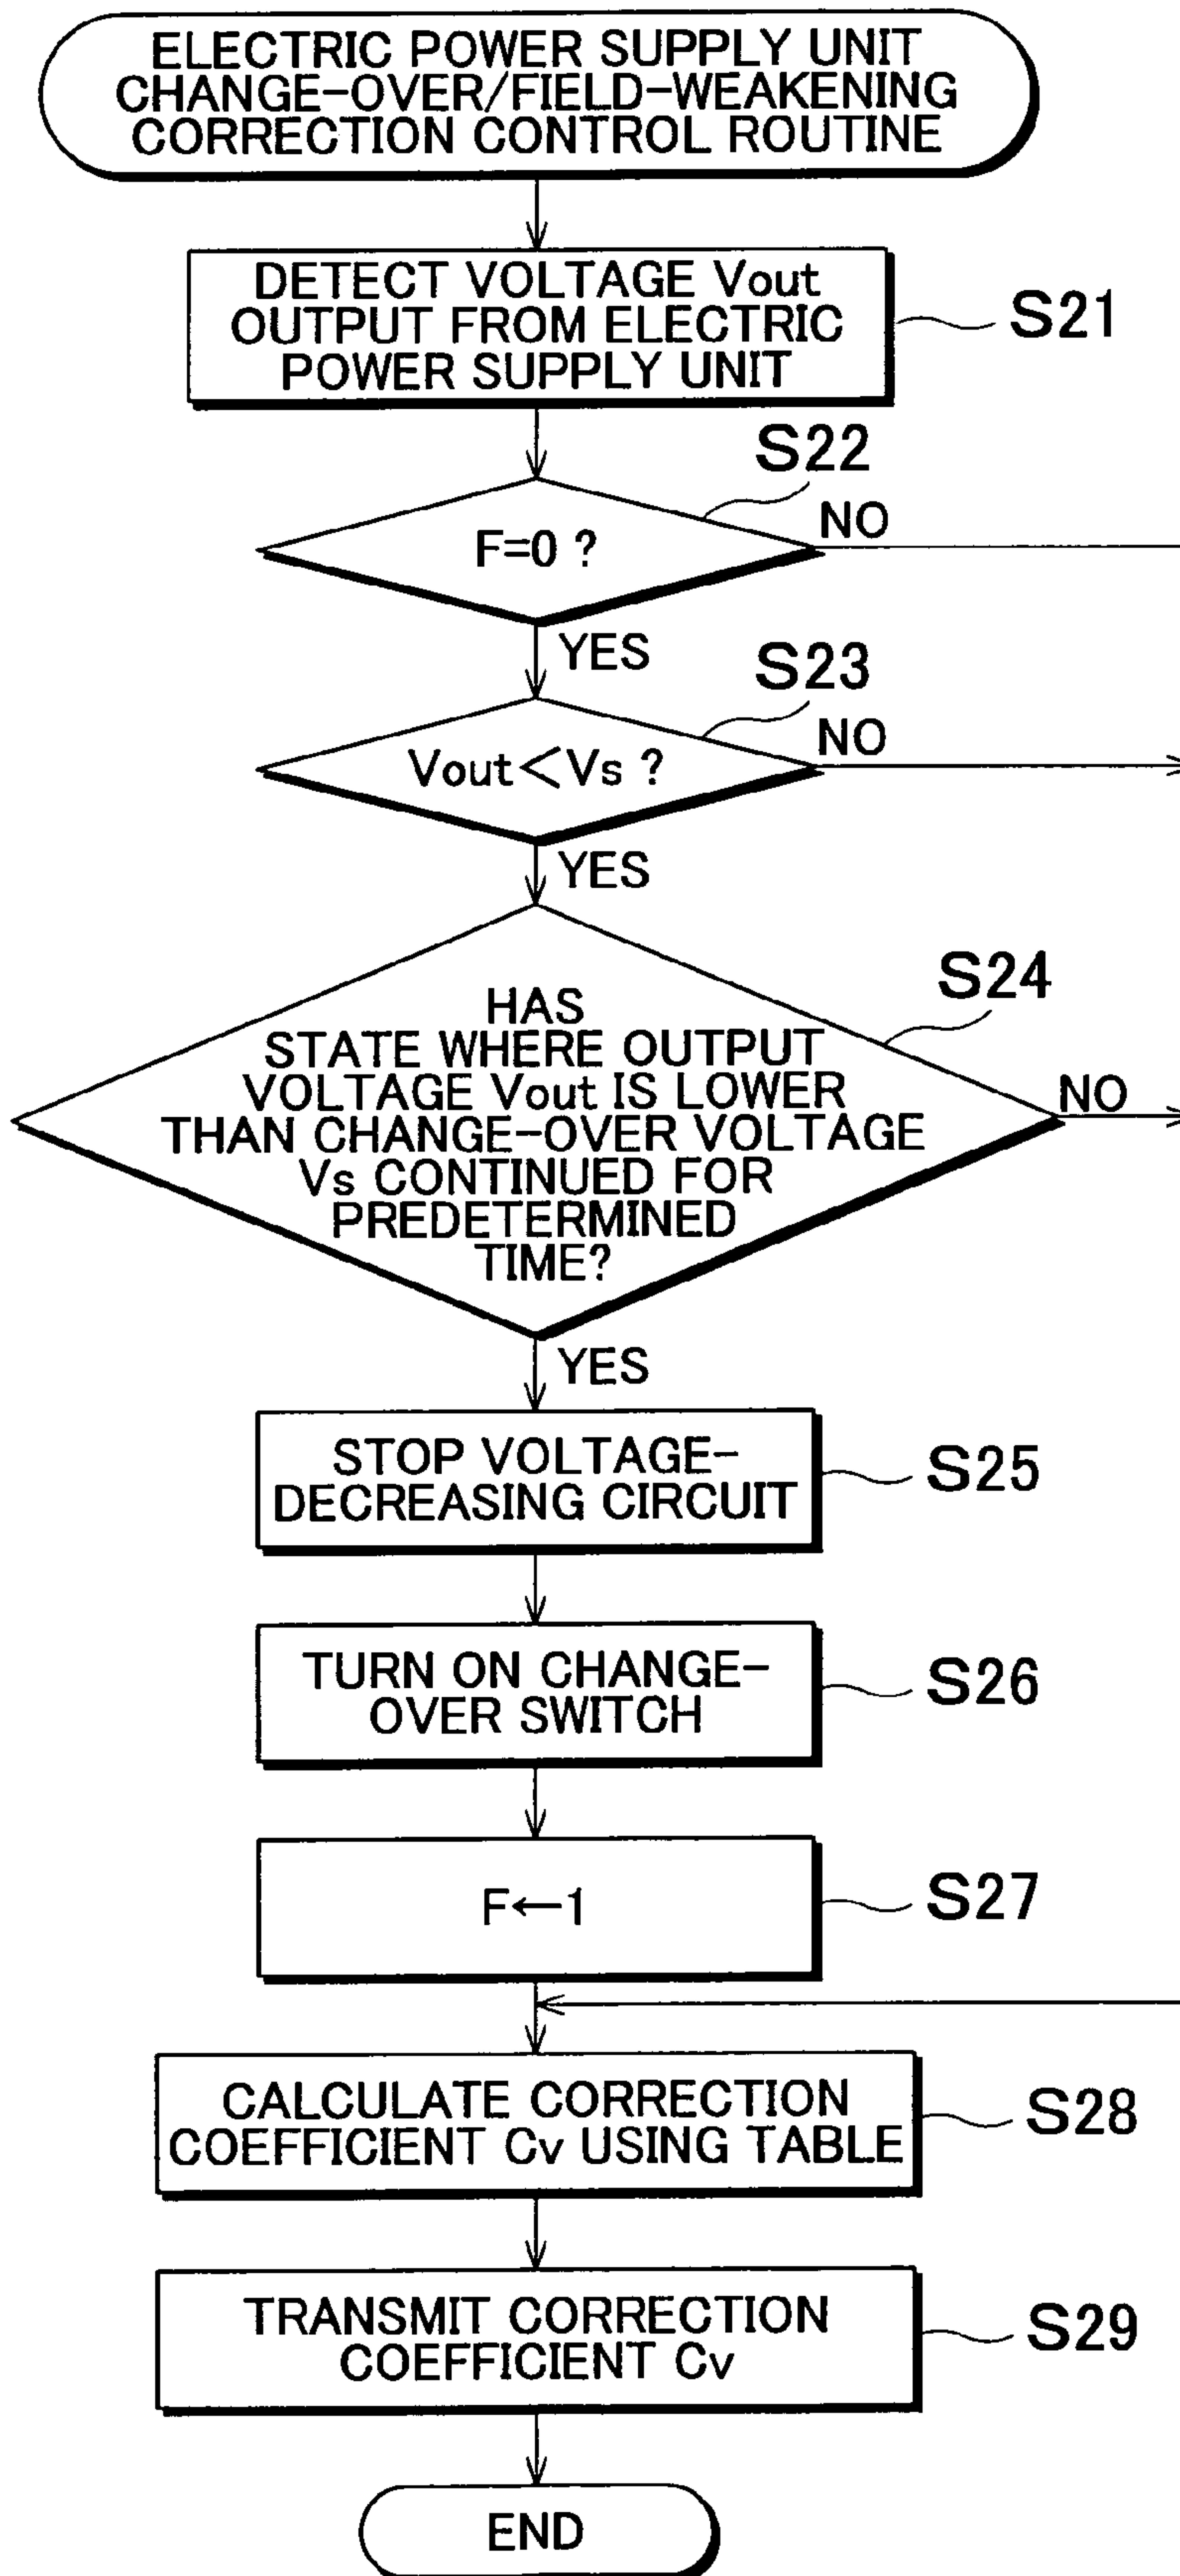 ELECTRIC POWER SUPPLY UNIT
CHANGE-OVER/FIELD-WEAKENING
CORRECTION CONTROL ROUTINE
DETECT VOLTAGE Vout
OUTPUT FROM ELECTRIC
POWER SUPPLY UNIT
S21
S22
F=0 ?
NO
YES
S23
Vout<Vs ?
NO
YES
S24
HAS
STATE WHERE OUTPUT
VOLTAGE Vout IS LOWER
THAN CHANGE-OVER VOLTAGE
Vs CONTINUED FOR
PREDETERMINED
TIME?
NO
YES
STOP VOLTAGE-
DECREASING CIRCUIT
S25
TURN ON CHANGE-
OVER SWITCH
S26
F←1
S27
CALCULATE CORRECTION
COEFFICIENT Cv USING TABLE
S28
TRANSMIT CORRECTION
COEFFICIENT Cv
S29
END